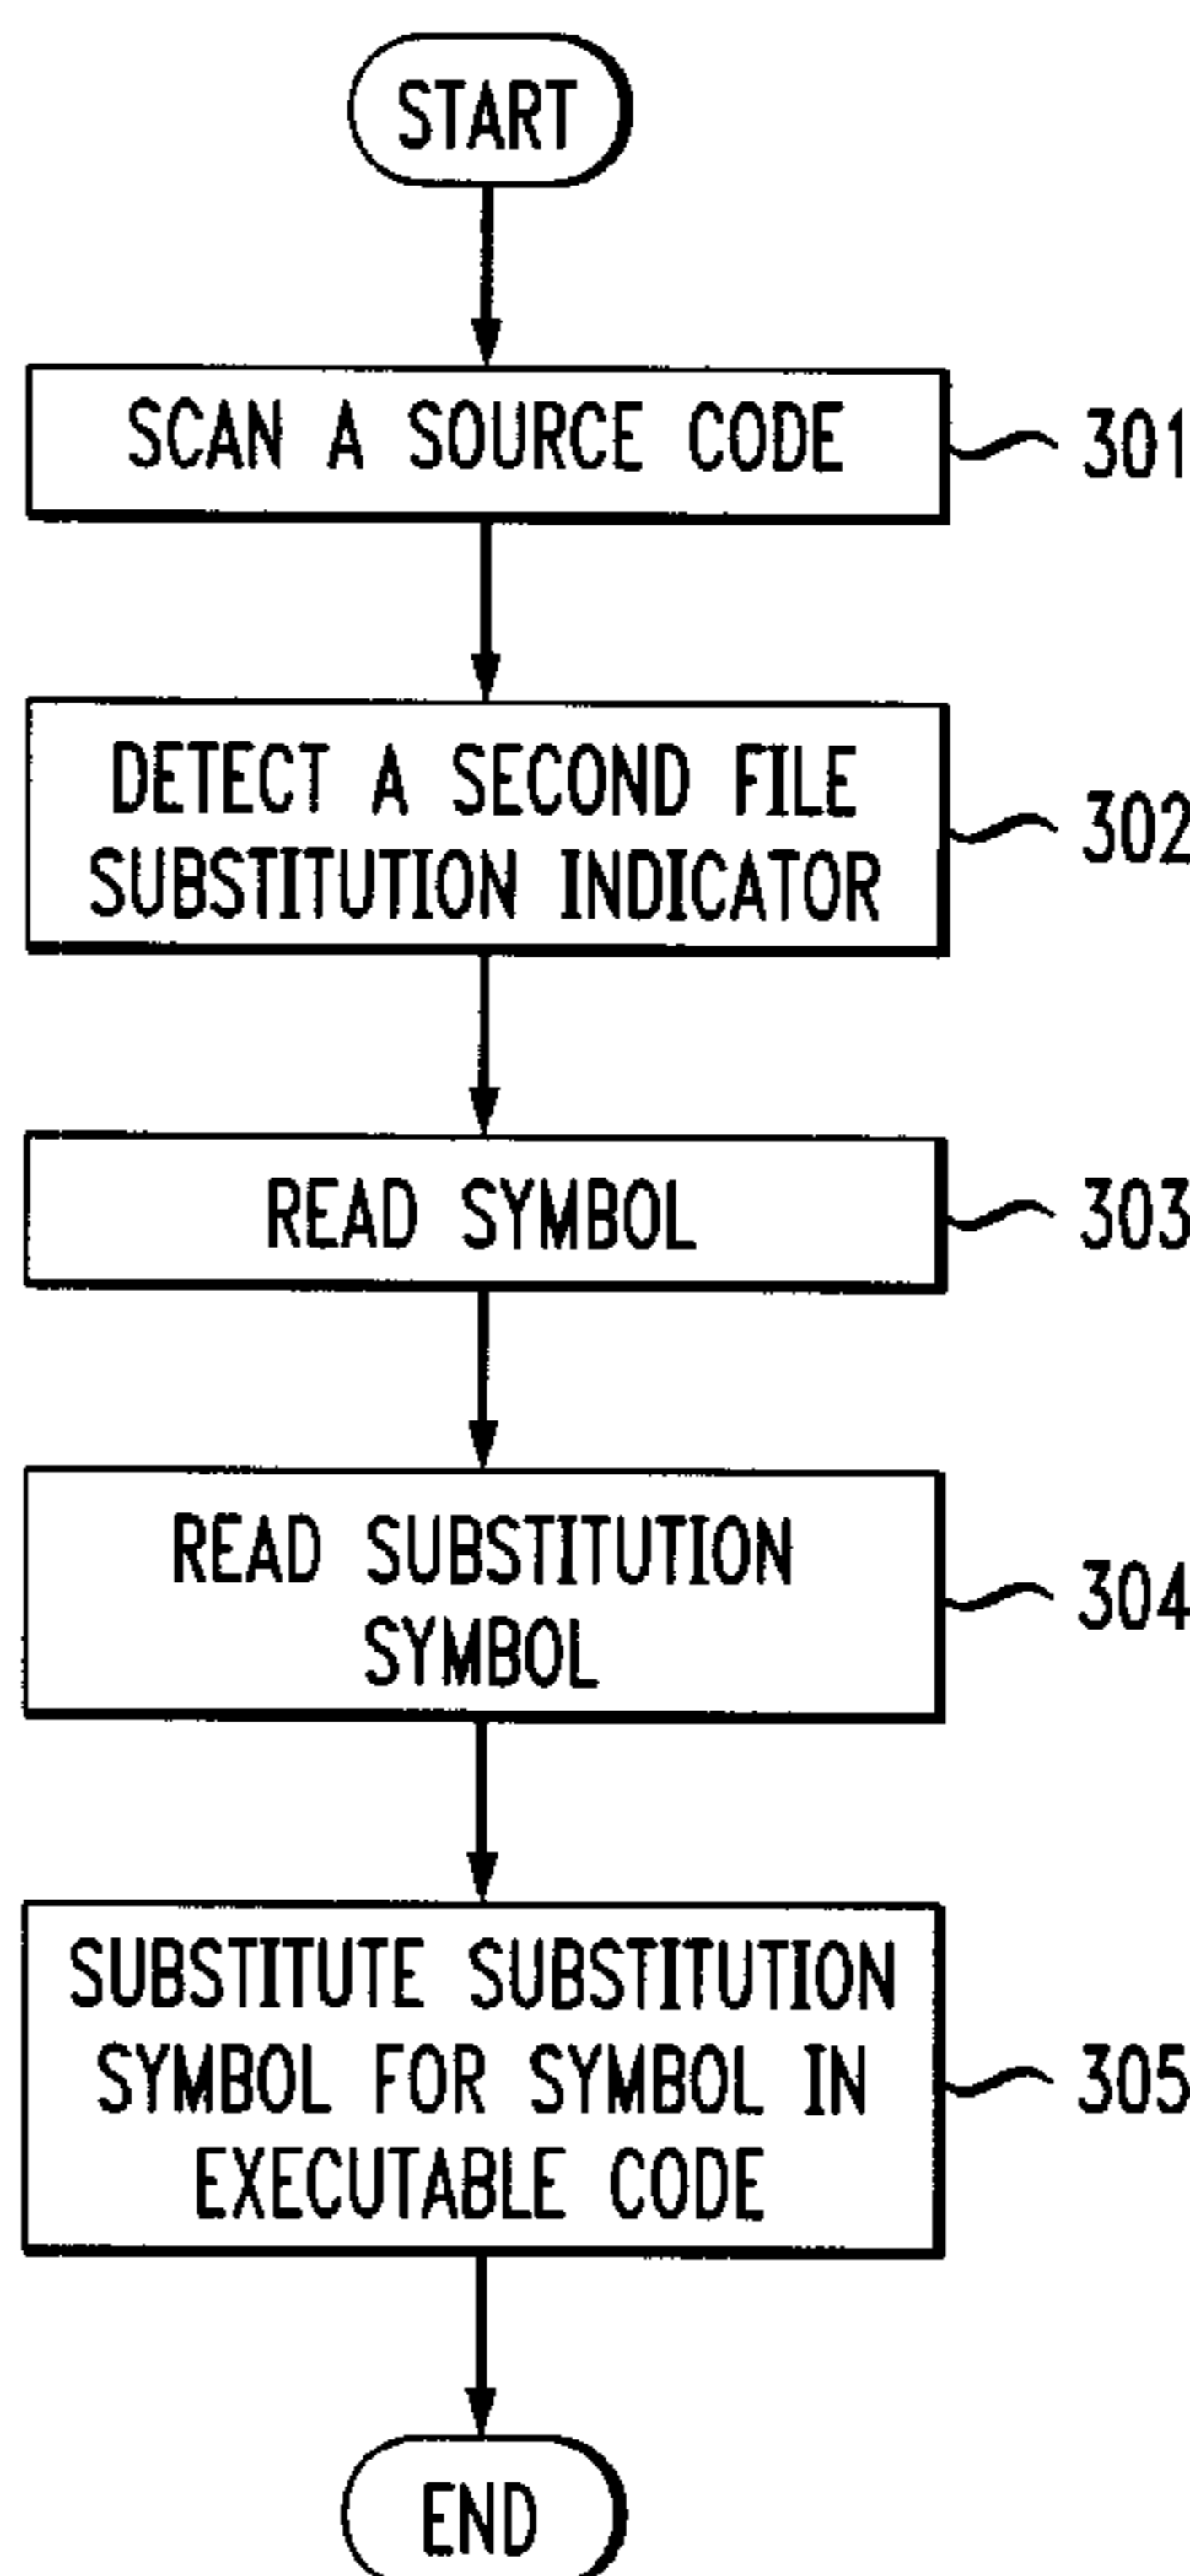 START
SCAN A SOURCE CODE
301
DETECT A SECOND FILE
SUBSTITUTION INDICATOR
302
READ SYMBOL
303
READ SUBSTITUTION
SYMBOL
304
SUBSTITUTE SUBSTITUTION
SYMBOL FOR SYMBOL IN
EXECUTABLE CODE
305
END